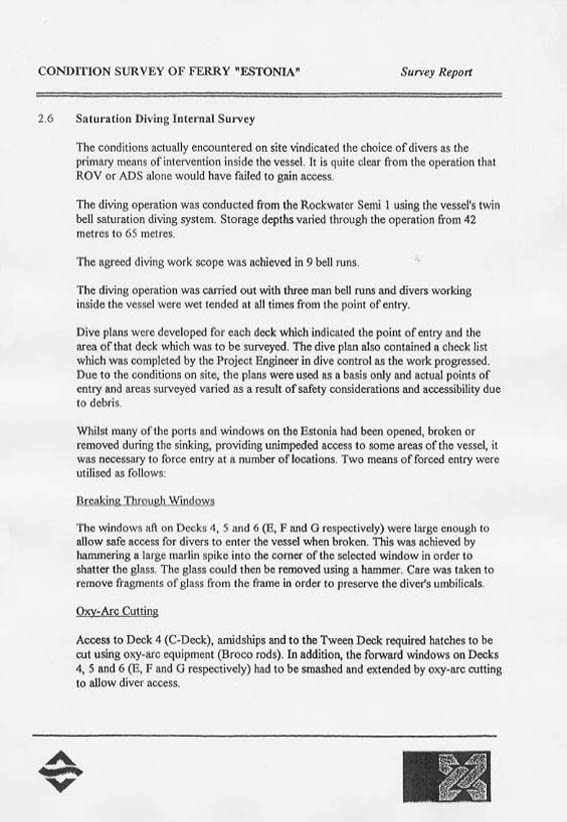 CONDITION SURVEY OF FERRY "ESTONIA" Survey Report
2.6 Saturation Diving Internal Survey
The conditions actually encountered on site vindicated the choice of divers as the
primary means of intervention inside the vessel. It is quite clear from the operation that
ROV or ADS alone would have failed to gain access.
The diving operation was conducted from the Rockwater Semi 1 using the vessel's twin
bell saturation diving system. Storage depths varied through the operation from 42
metres to 65 metres.
The agreed diving work scope was achieved in 9 bell runs.
The diving operation was carried out with three man bell runs and divers working
inside the vessel were wet tended at all times from the point of entry.
Dive plans were developed for each deck which indicated the point of entry and the
area of that deck which was to be surveyed. The dive plan also contained a check list
which was completed by the Project Engineer in dive control as the work progressed.
Due to the conditions on site, the plans were used as a basis only and actual points of
entry and areas surveyed varied as a result of safety considerations and accessibility due
to debris.
Whilst many of the ports and windows on the Estonia had been opened, broken or
removed during the sinking, providing unimpeded access to some areas of the vessel, it
was necessary to force entry at a number of locations. Two means of forced entry were
utilised as follows:
Breaking Through Windows
The windows aft on Decks 4, 5 and 6 (E, F and G respectively) were large enough to
allow safe access for divers to enter the vessel when broken. This was achieved by
hammering a large marlin spike into the corner of the selected window in order to
shatter the glass. The glass could then be removed using a hammer. Care was taken to
remove fragments of glass from the frame in order to preserve the diver's umbilicals.
Oxy-Arc Cutting
Access to Deck 4 (C-Deck), amidships and to the Tween Deck required hatches to be
cut using oxy-arc equipment (Broco rods). In addition, the forward windows on Decks
4, 5 and 6 (E, F and G respectively) had to be smashed and extended by oxy-arc cutting
to allow diver access.